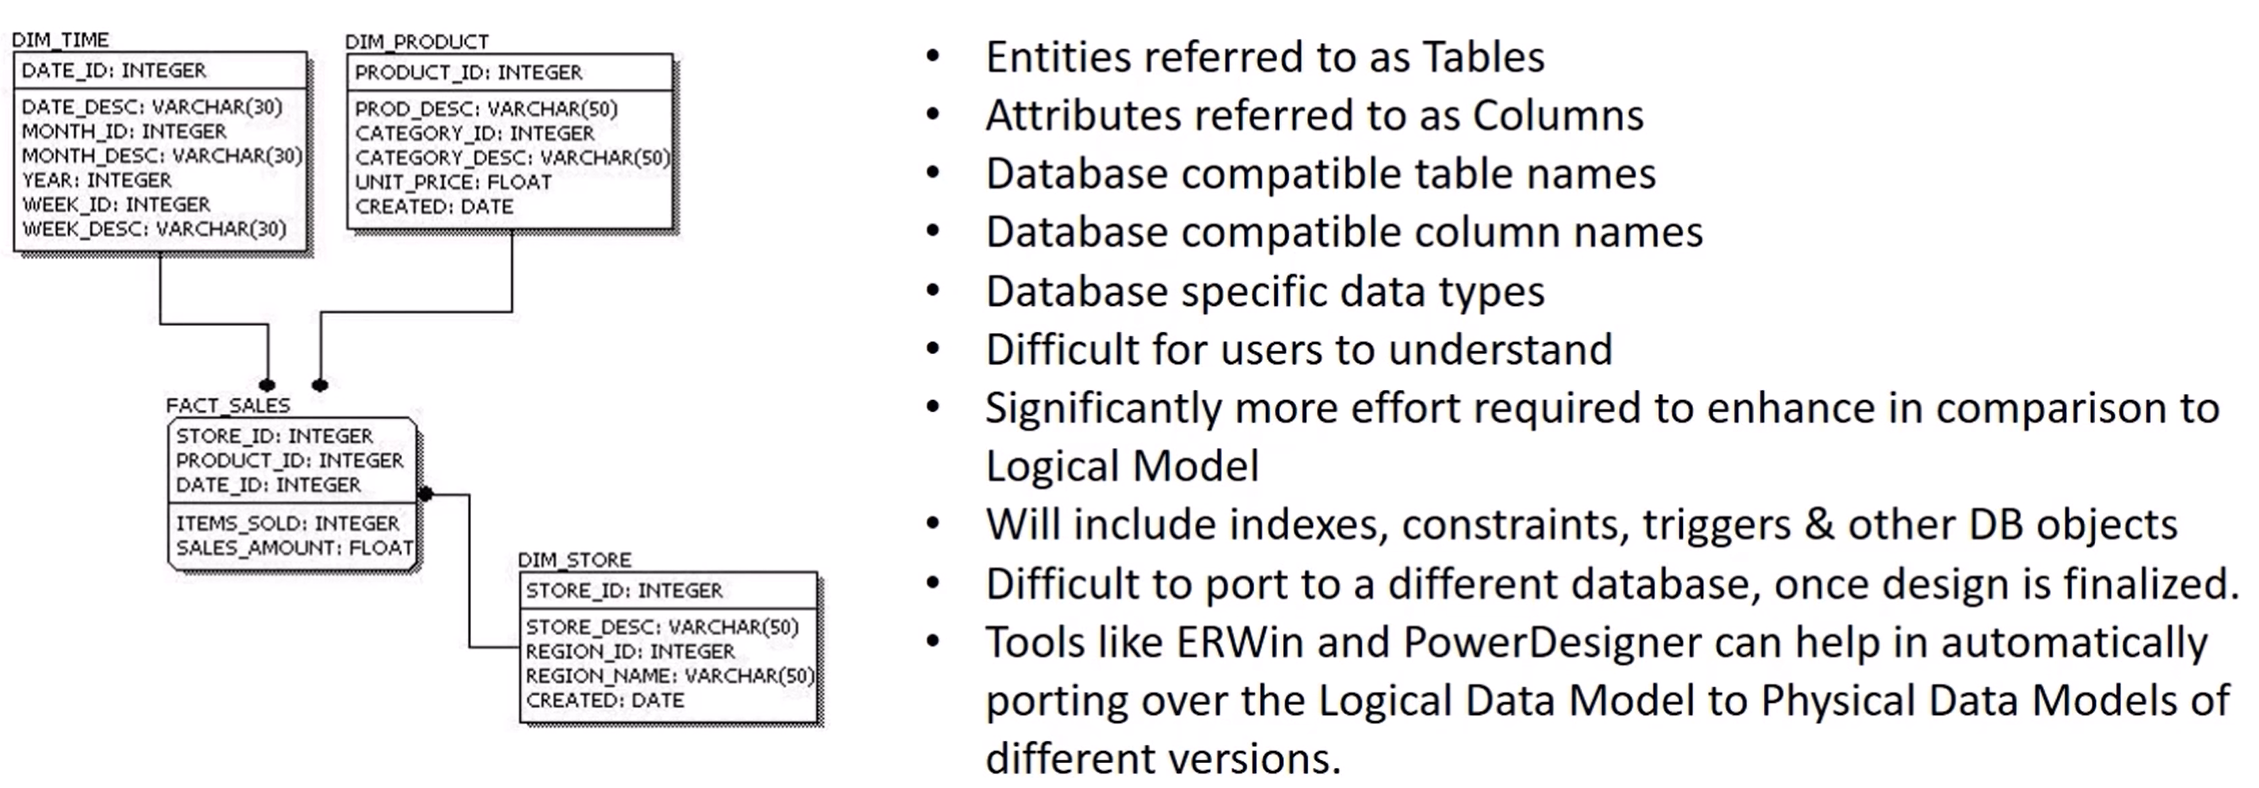 DIM_TIME
DATE_ID: INTEGER
DATE_DESC: VARCHAR(30)
MONTH_ID: INTEGER
MONTH_DESC: VARCHAR(30)
YEAR: INTEGER
WEEK_ID: INTEGER
WEEK_DESC: VARCHAR(30)
DIM_PRODUCT
PRODUCT_ID: INTEGER
PROD_DESC: VARCHAR(50)
CATEGORY_ID: INTEGER
CATEGORY_DESC: VARCHAR(50)
UNIT_PRICE: FLOAT
CREATED: DATE
FACT_SALES
STORE_ID: INTEGER
PRODUCT_ID: INTEGER
DATE_ID: INTEGER
ITEMS_SOLD: INTEGER
SALES_AMOUNT: FLOAT
DIM_STORE
STORE_ID: INTEGER
STORE_DESC: VARCHAR(50)
REGION_ID: INTEGER
REGION_NAME: VARCHAR(50)
CREATED: DATE
• Entities referred to as Tables
• Attributes referred to as Columns
• Database compatible table names
• Database compatible column names
• Database specific data types
• Difficult for users to understand
• Significantly more effort required to enhance in comparison to
Logical Model
• Will include indexes, constraints, triggers & other DB objects
• Difficult to port to a different database, once design is finalized.
• Tools like ERWin and PowerDesigner can help in automatically
porting over the Logical Data Model to Physical Data Models of
different versions.